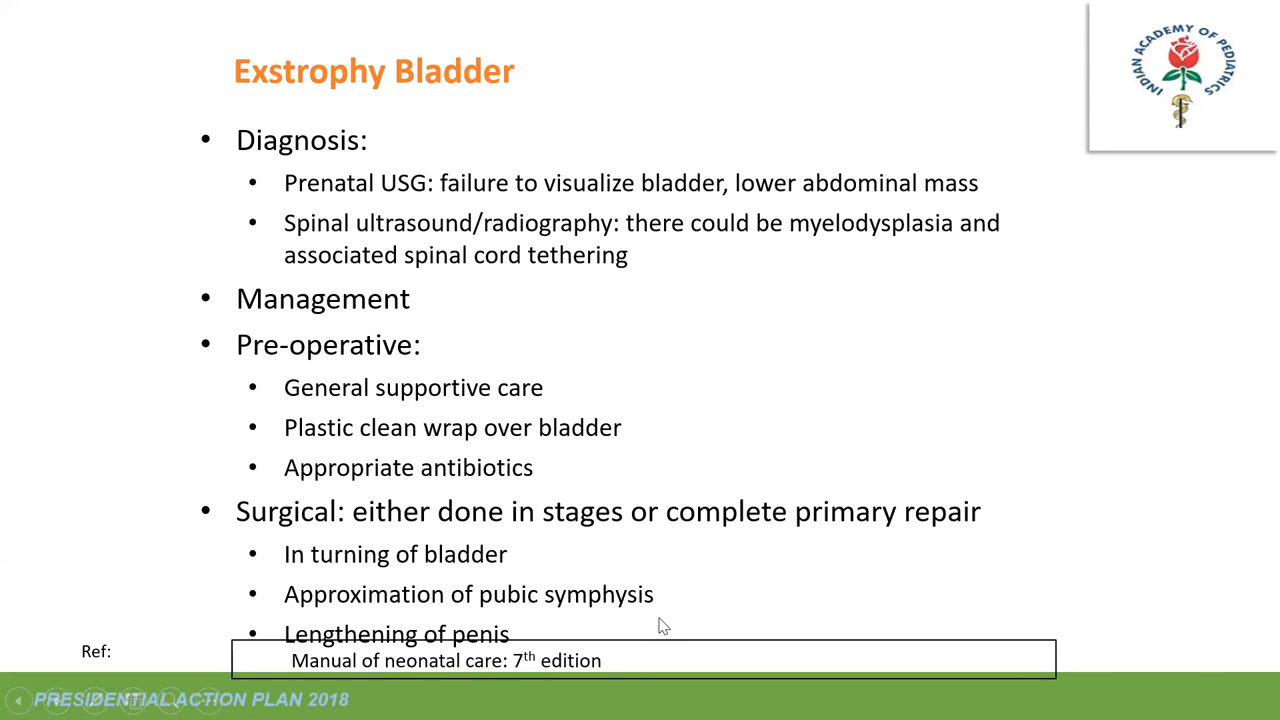 INDIAN ACADEMY OF PEDIATRICS
Exstrophy Bladder
• Diagnosis:
• Prenatal USG: failure to visualize bladder, lower abdominal mass
• Spinal ultrasound/radiography: there could be myelodysplasia and
associated spinal cord tethering
• Management
• Pre-operative:
• General supportive care
• Plastic clean wrap over bladder
• Appropriate antibiotics
• Surgical: either done in stages or complete primary repair
• In turning of bladder
• Approximation of pubic symphysis
• Lengthening of penis
Ref:
Manual of neonatal care: 7th edition
PRESIDENTIAL ACTION PLAN 2018